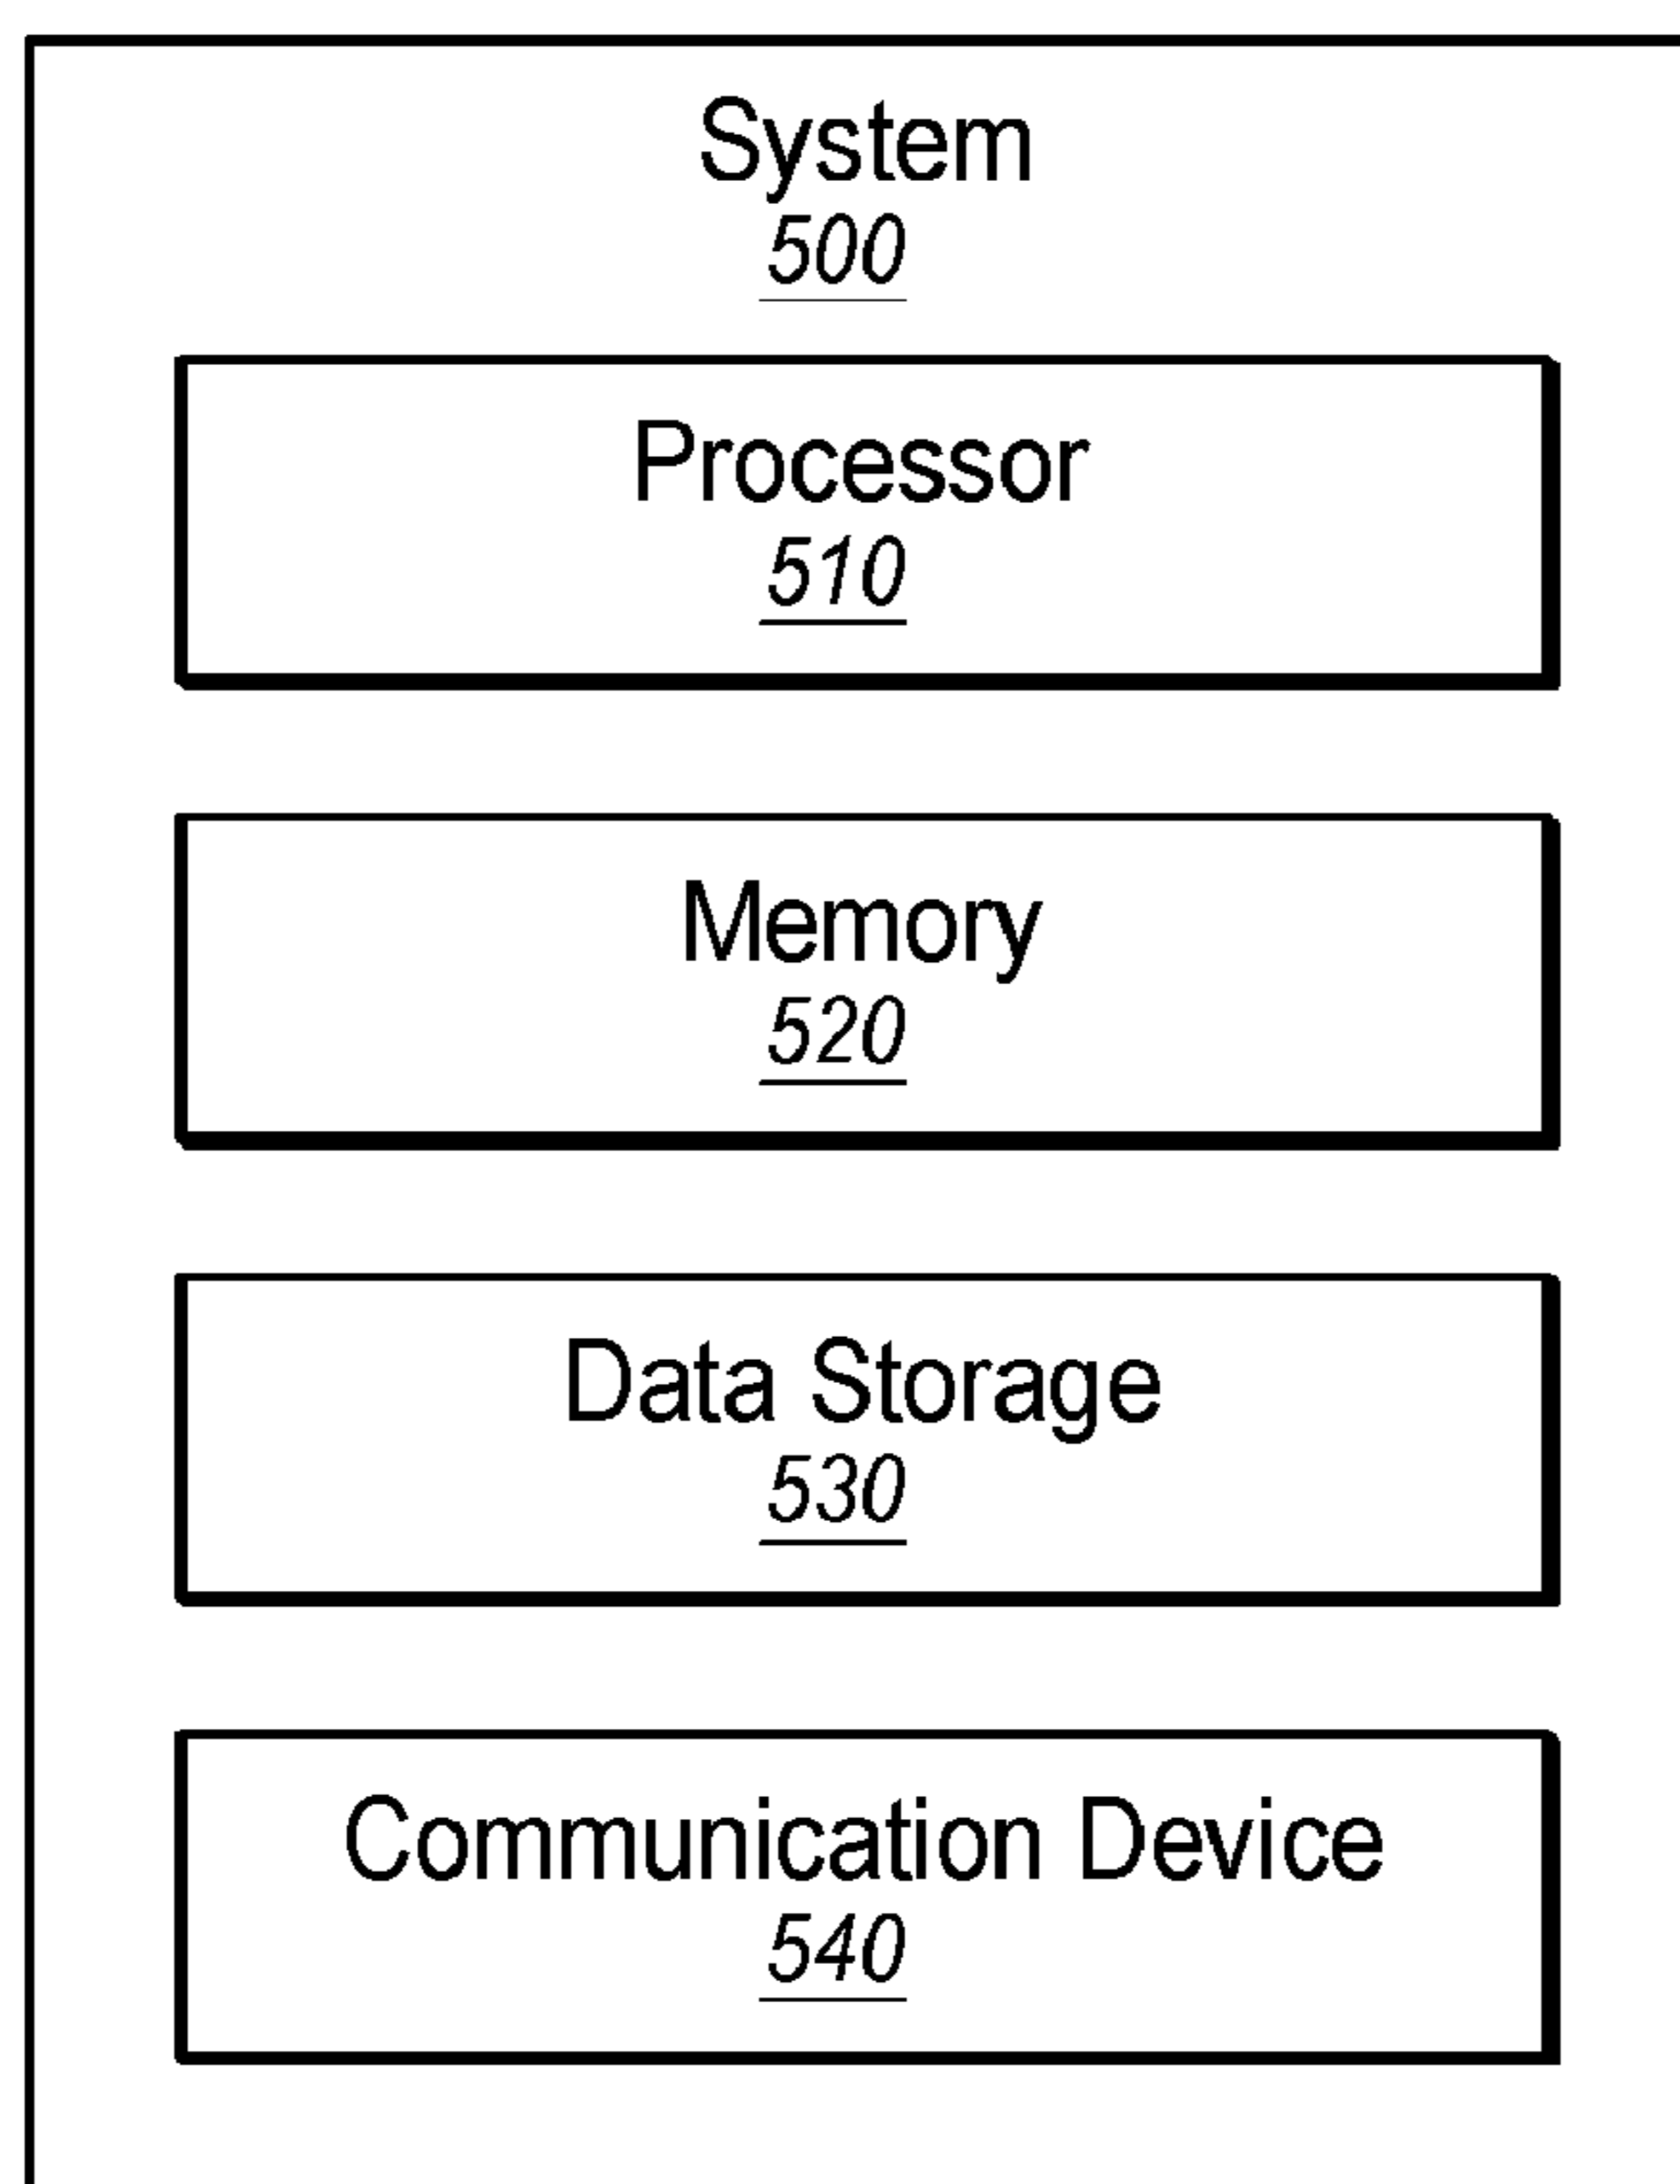 System
500
Processor
510
Memory
520
Data Storage
530
Communication Device
540